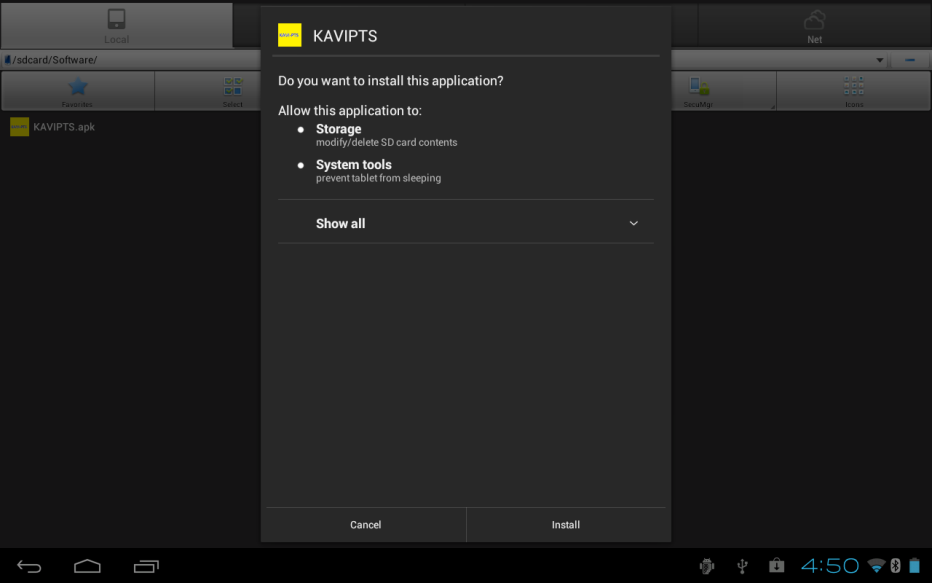 Local
Net
/sdcard/Software/
Favorites
Select
SecuMgr
Icons
KAVIPTS.apk
KAVIPTS
Do you want to install this application?
Allow this application to:
Storage
modify/delete SD card contents
System tools
prevent tablet from sleeping
Show all
Cancel
Install
4:50